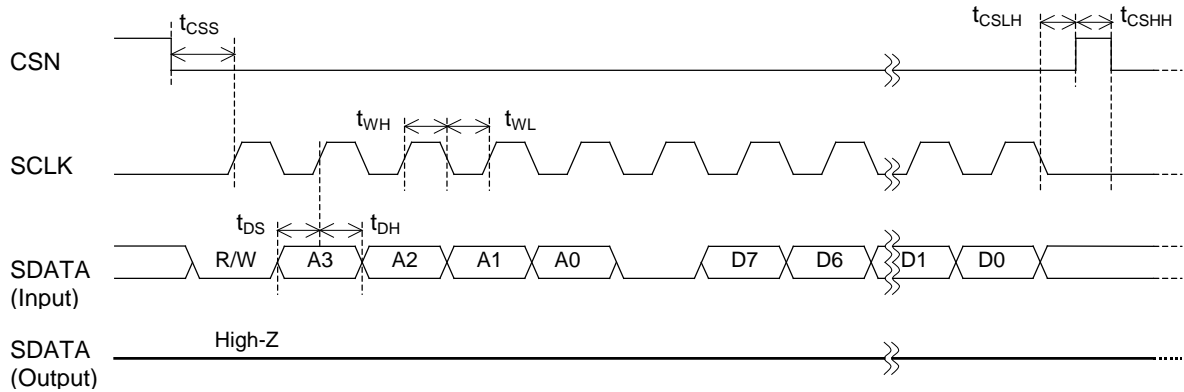 tCSS
tCSLH
tCSHH
CSN
tWH
tWL
SCLK
tDS
tDH
R/W A3 A2 A1 A0 D7 D6 D1 D0
SDATA
(Input)
High-Z
SDATA
(Output)